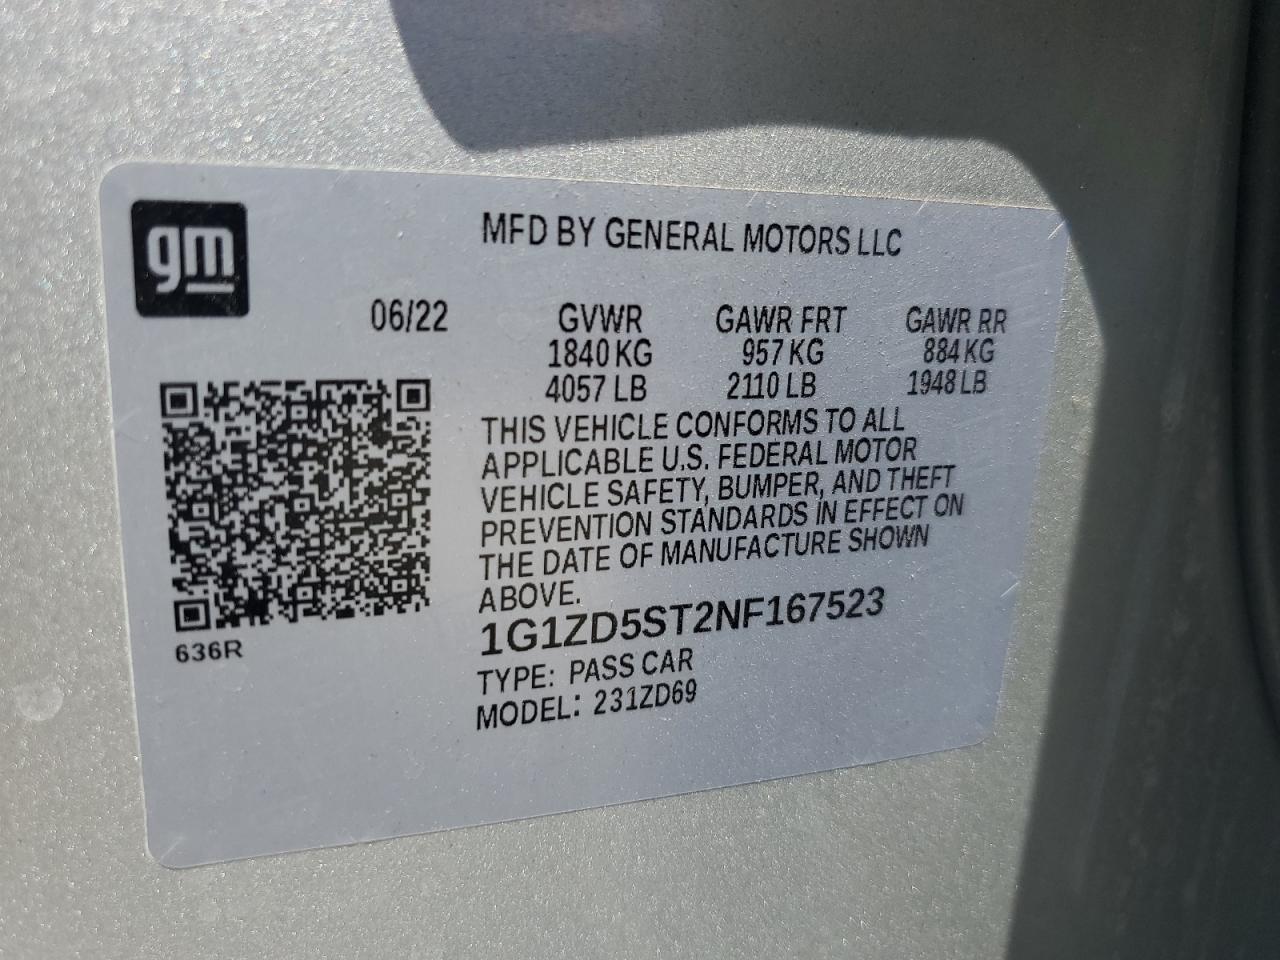 gm
MFD BY GENERAL MOTORS LLC
06/22 GVWR GAWR FRT GAWR RR
1840 KG 957 KG 884 KG
4057 LB 2110 LB 1948 LB
THIS VEHICLE CONFORMS TO ALL
APPLICABLE U.S. FEDERAL MOTOR
VEHICLE SAFETY, BUMPER, AND THEFT
PREVENTION STANDARDS IN EFFECT ON
THE DATE OF MANUFACTURE SHOWN
ABOVE.
1G1ZD5ST2NF167523
636R
TYPE: PASS CAR
MODEL: 231ZD69